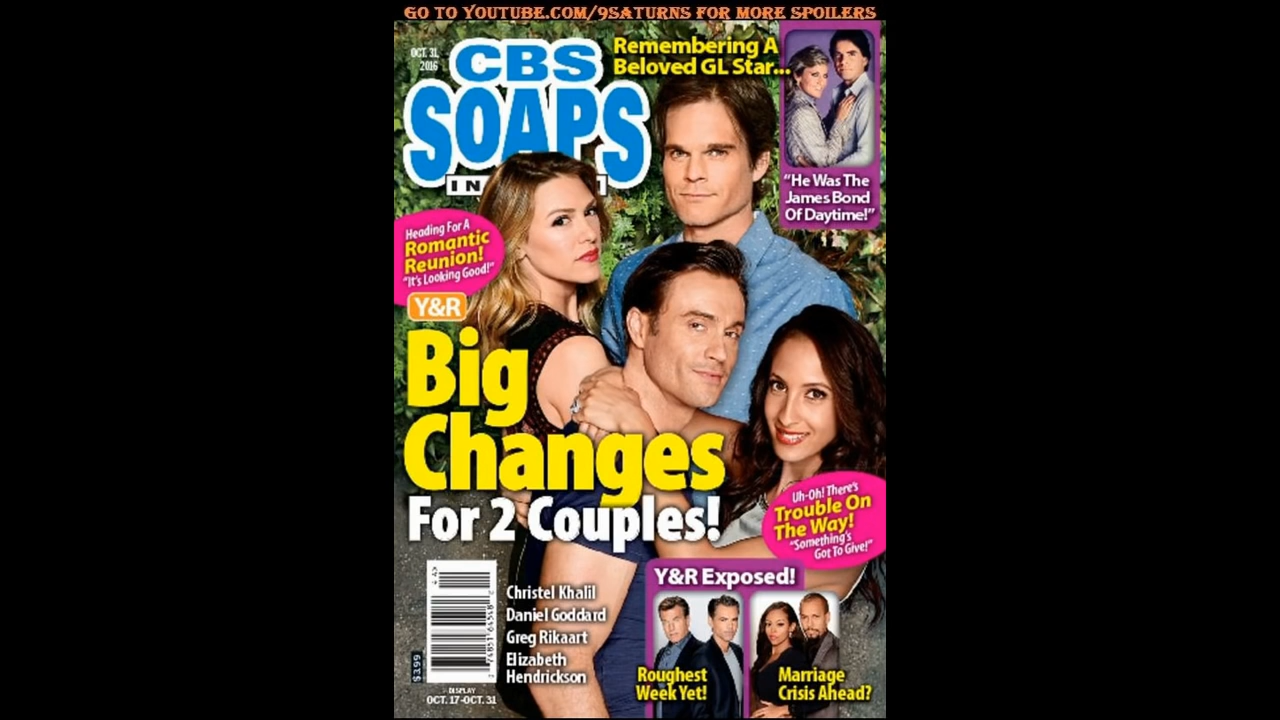 GO TO YOUTUBE.COM/9SATURNS FOR MORE SPOILERS
OCT. 31,
2016
CBS
SOAPS
IN
Remembering A
Beloved GL Star...
"He Was The
James Bond
Of Daytime!"
Heading For A
Romantic
Reunion!
"It's Looking Good!"
Y&R
Big
Changes
For 2 Couples!
Uh-Oh! There's
Trouble On
The Way!
"Something's
Got To Give!"
Christel Khalil
Daniel Goddard
Greg Rikaart
Elizabeth
Hendrickson
Y&R Exposed!
Roughest
Week Yet!
Marriage
Crisis Ahead?
$3.99
DISPLAY
OCT. 17-OCT. 31